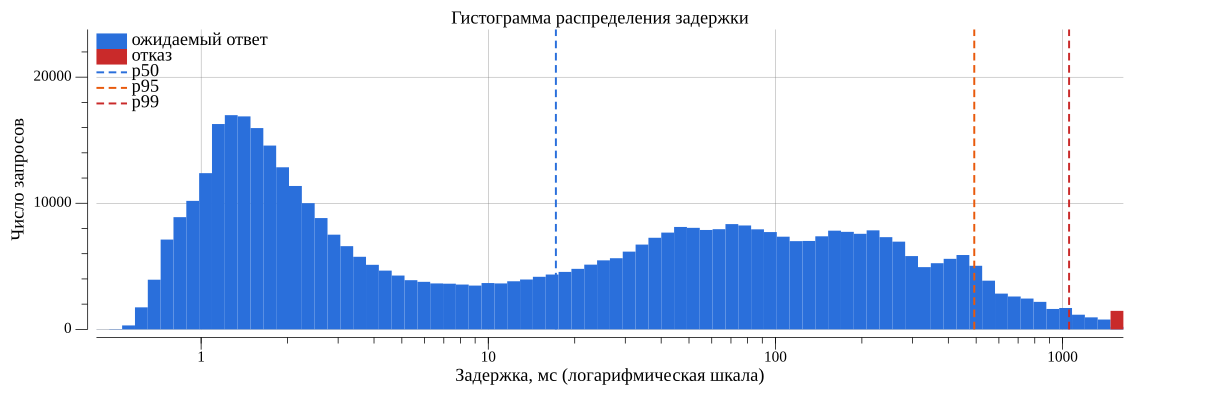 Гистограмма распределения задержки
ожидаемый ответ
отказ
p50
p95
p99
Число запросов
20000
10000
0
1
10
100
1000
Задержка, мс (логарифмическая шкала)